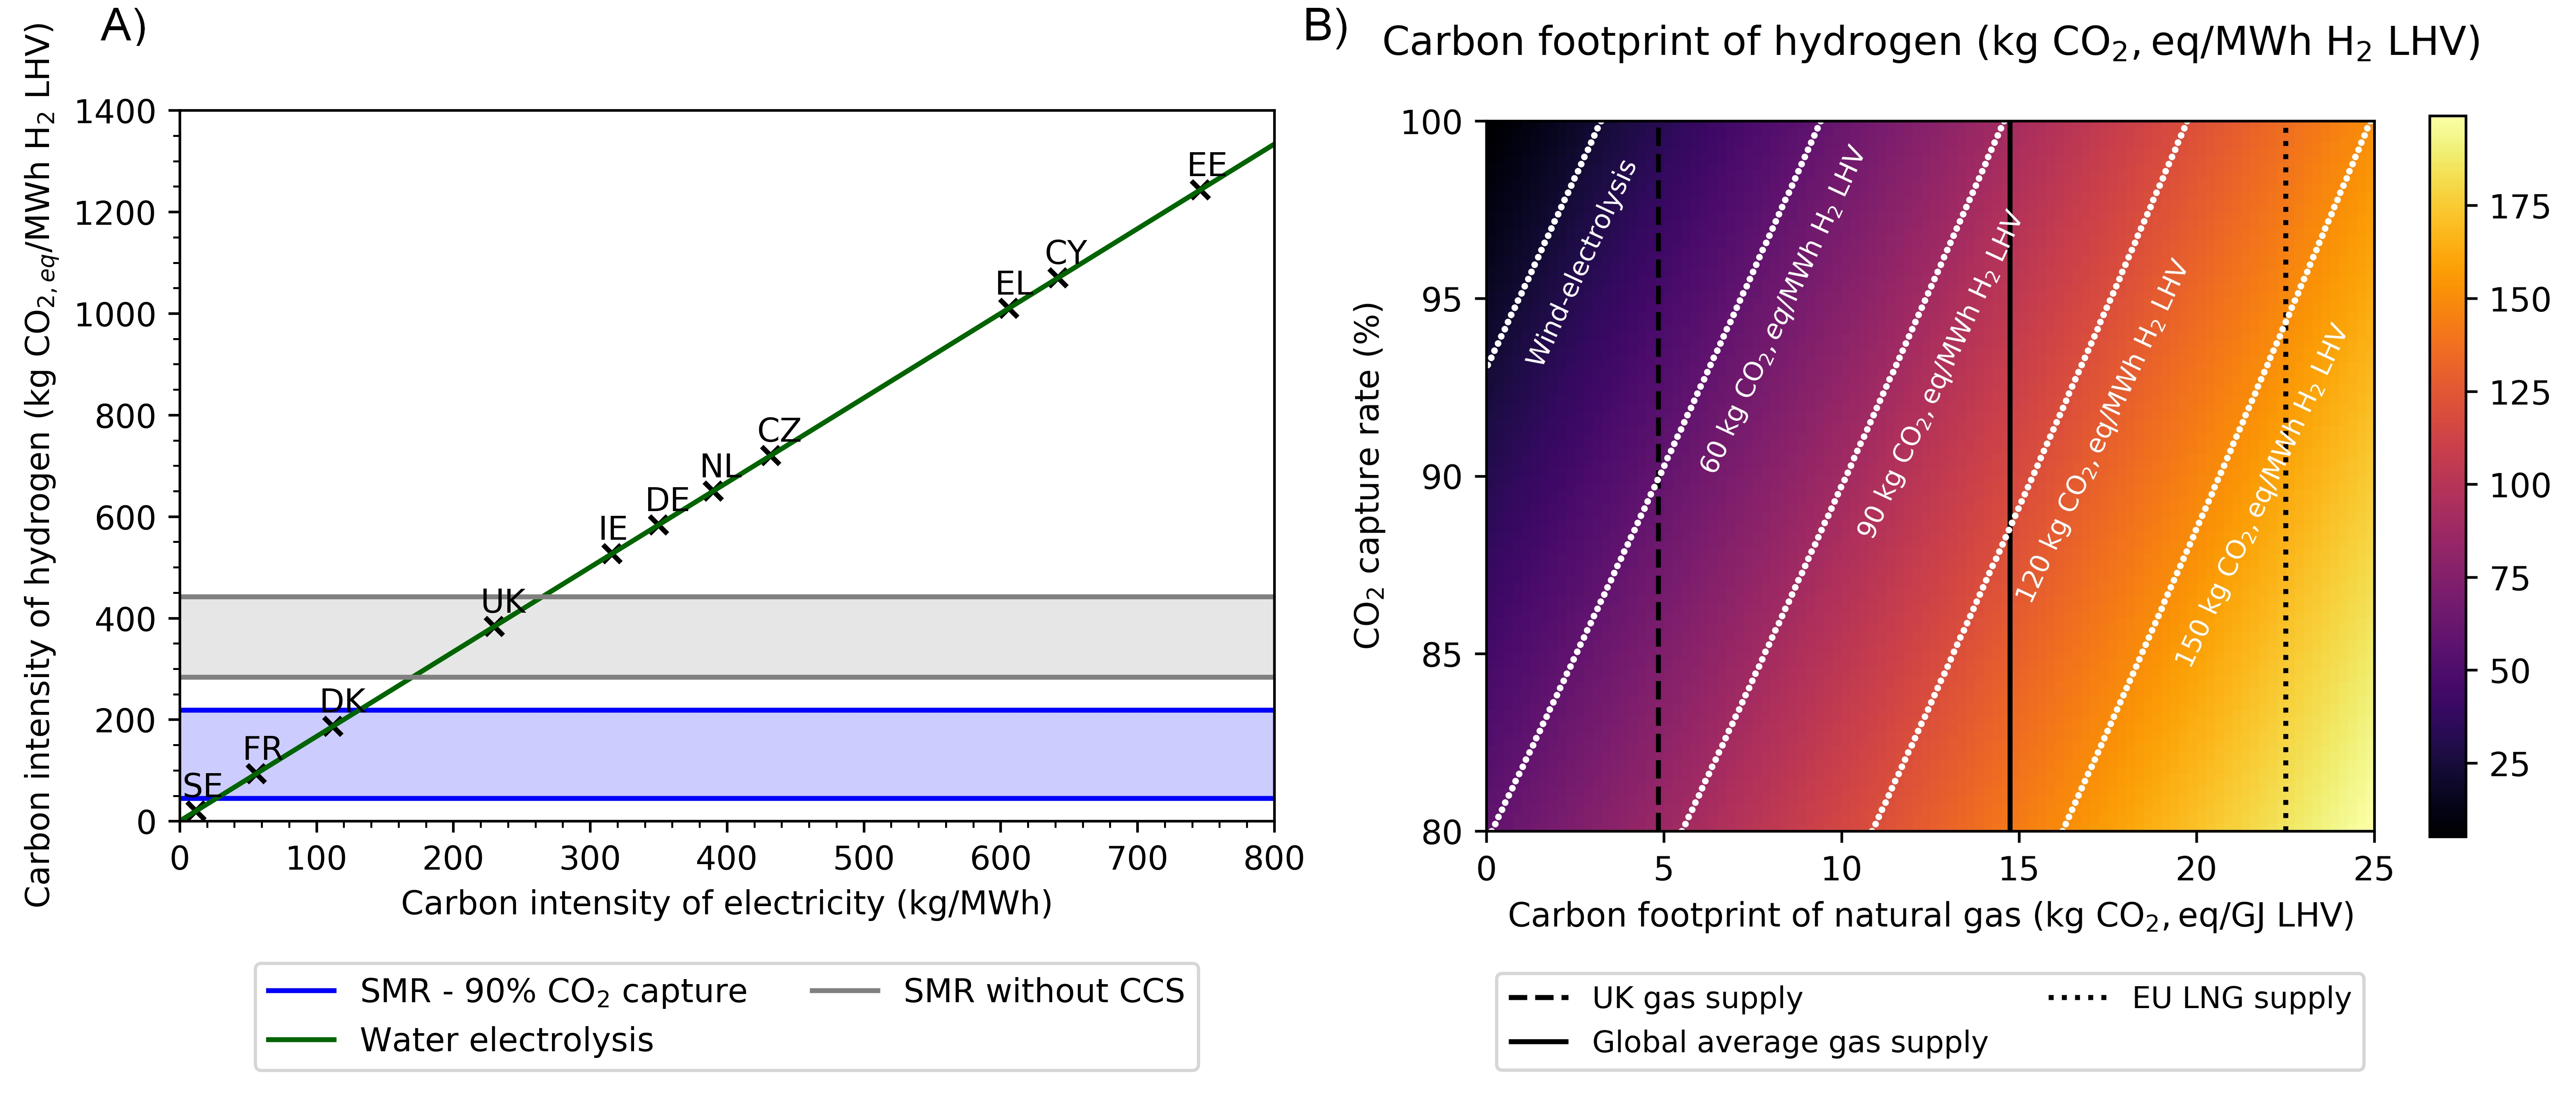 A)
Carbon intensity of hydrogen (kg CO₂,eq/MWh H₂ LHV)
1400
1200
1000
800
600
400
200
0
SE
FR
DK
UK
IE
DE
NL
CZ
EL
CY
EE
0 100 200 300 400 500 600 700 800
Carbon intensity of electricity (kg/MWh)
SMR - 90% CO₂ capture
SMR without CCS
Water electrolysis
B)
Carbon footprint of hydrogen (kg CO₂, eq/MWh H₂ LHV)
CO₂ capture rate (%)
100
95
90
85
80
Wind-electrolysis
60 kg CO₂, eq/MWh H₂ LHV
90 kg CO₂, eq/MWh H₂ LHV
120 kg CO₂, eq/MWh H₂ LHV
150 kg CO₂, eq/MWh H₂ LHV
0 5 10 15 20 25
Carbon footprint of natural gas (kg CO₂, eq/GJ LHV)
175
150
125
100
75
50
25
UK gas supply
EU LNG supply
Global average gas supply